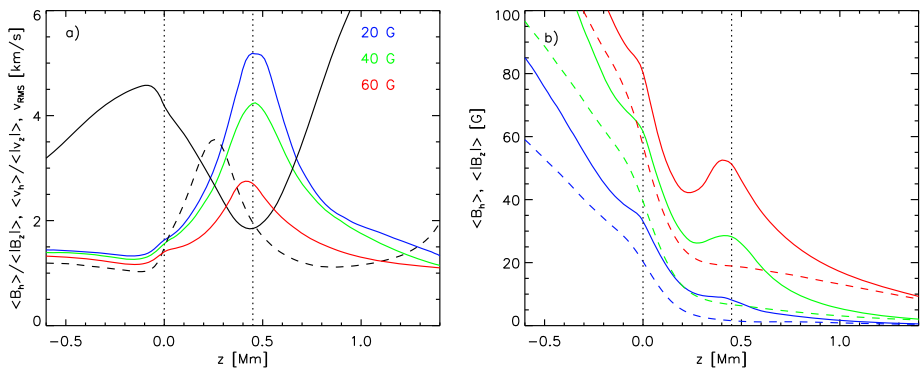 a)
20 G
40 G
60 G
<B_h>/<|B_z|>, <v_h>/<|v_z|>, v_RMS [km/s]
6
4
2
0
−0.5 0.0 0.5 1.0
z [Mm]
b)
<B_h>, <|B_z|> [G]
100
80
60
40
20
0
−0.5 0.0 0.5 1.0
z [Mm]